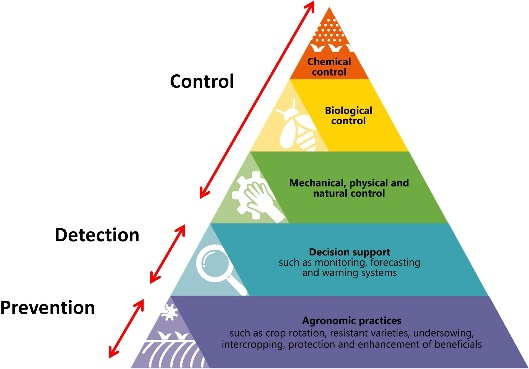 Chemical
control
Control
Biological
control
Mechanical, physical and
natural control
Detection
Decision support
such as monitoring, forecasting
and warning systems
Prevention
Agronomic practices
such as crop rotation, resistant varieties, undersowing,
intercropping, protection and enhancement of beneficials